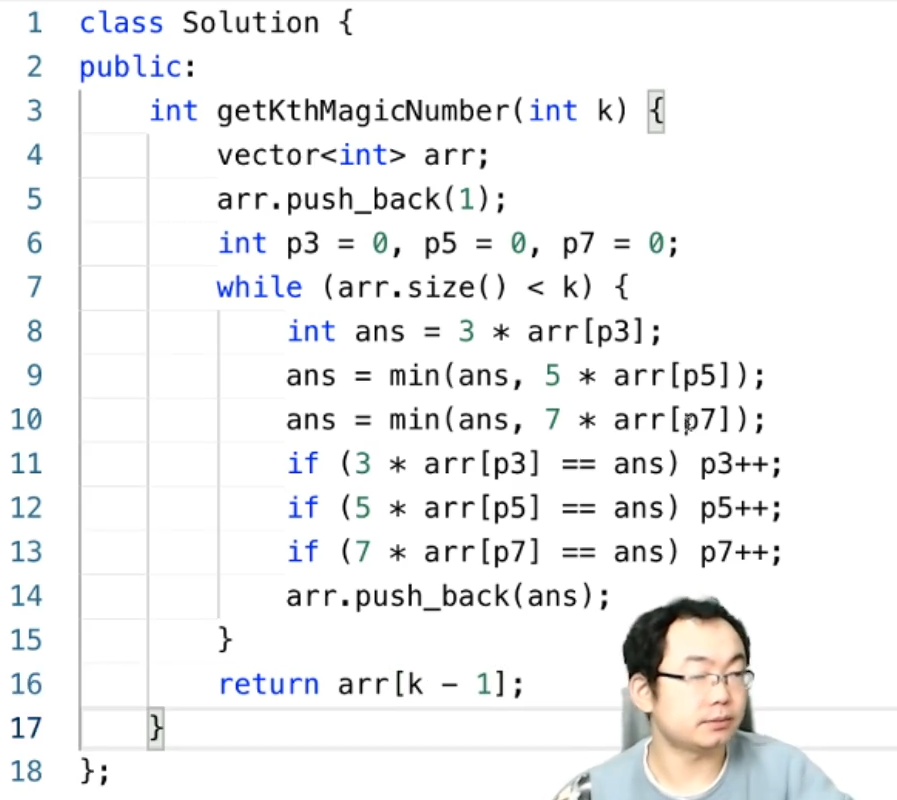 1 class Solution {
2 public:
3     int getKthMagicNumber(int k) {
4         vector<int> arr;
5         arr.push_back(1);
6         int p3 = 0, p5 = 0, p7 = 0;
7         while (arr.size() < k) {
8             int ans = 3 * arr[p3];
9             ans = min(ans, 5 * arr[p5]);
10             ans = min(ans, 7 * arr[p7]);
11             if (3 * arr[p3] == ans) p3++;
12             if (5 * arr[p5] == ans) p5++;
13             if (7 * arr[p7] == ans) p7++;
14             arr.push_back(ans);
15         }
16         return arr[k - 1];
17     }
18 };